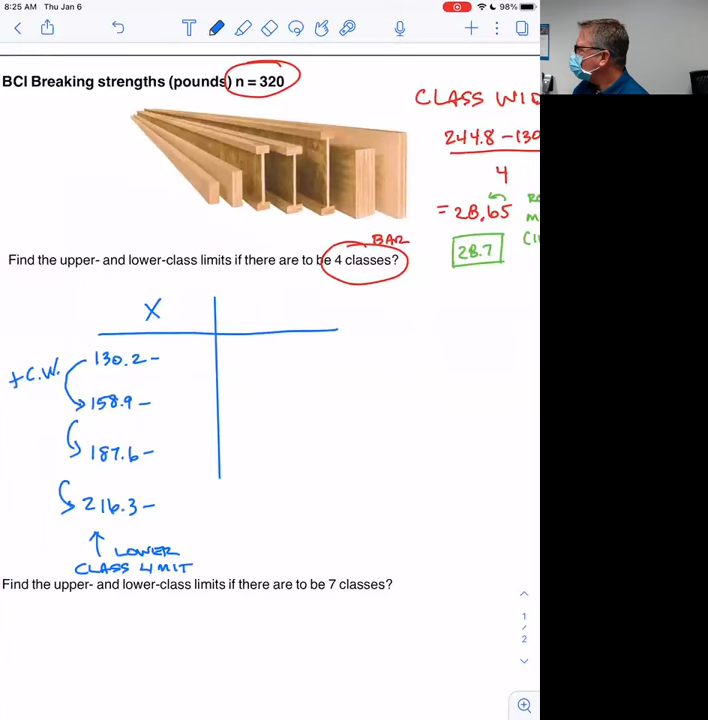 8:25 AM Thu Jan 6
98%
BCI Breaking strengths (pounds) n = 320
CLASS WID
244.8 - 130
4
= 28.65
28.7
BAR
Find the upper- and lower-class limits if there are to be 4 classes?
X
+C.W.
130.2 -
158.9 -
187.6 -
216.3 -
LOWER
CLASS LIMIT
Find the upper- and lower-class limits if there are to be 7 classes?
1
/
2